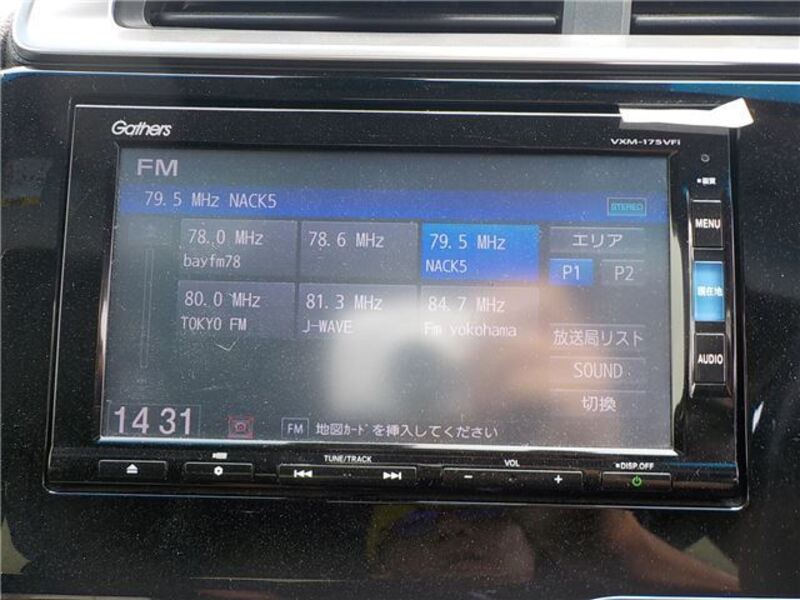 Gathers
VXM-175VFi
FM
79.5 MHz NACK5
STEREO
78.0 MHz
bayfm78
78.6 MHz
79.5 MHz
NACK5
エリア
P1 P2
80.0 MHz
TOKYO FM
81.3 MHz
J-WAVE
84.7 MHz
Fm yokohama
放送局リスト
SOUND
切換
14 31
FM 地図ｶｰﾄﾞを挿入してください
画質
MENU
現在地
AUDIO
TUNE/TRACK
VOL
DISP.OFF
- +